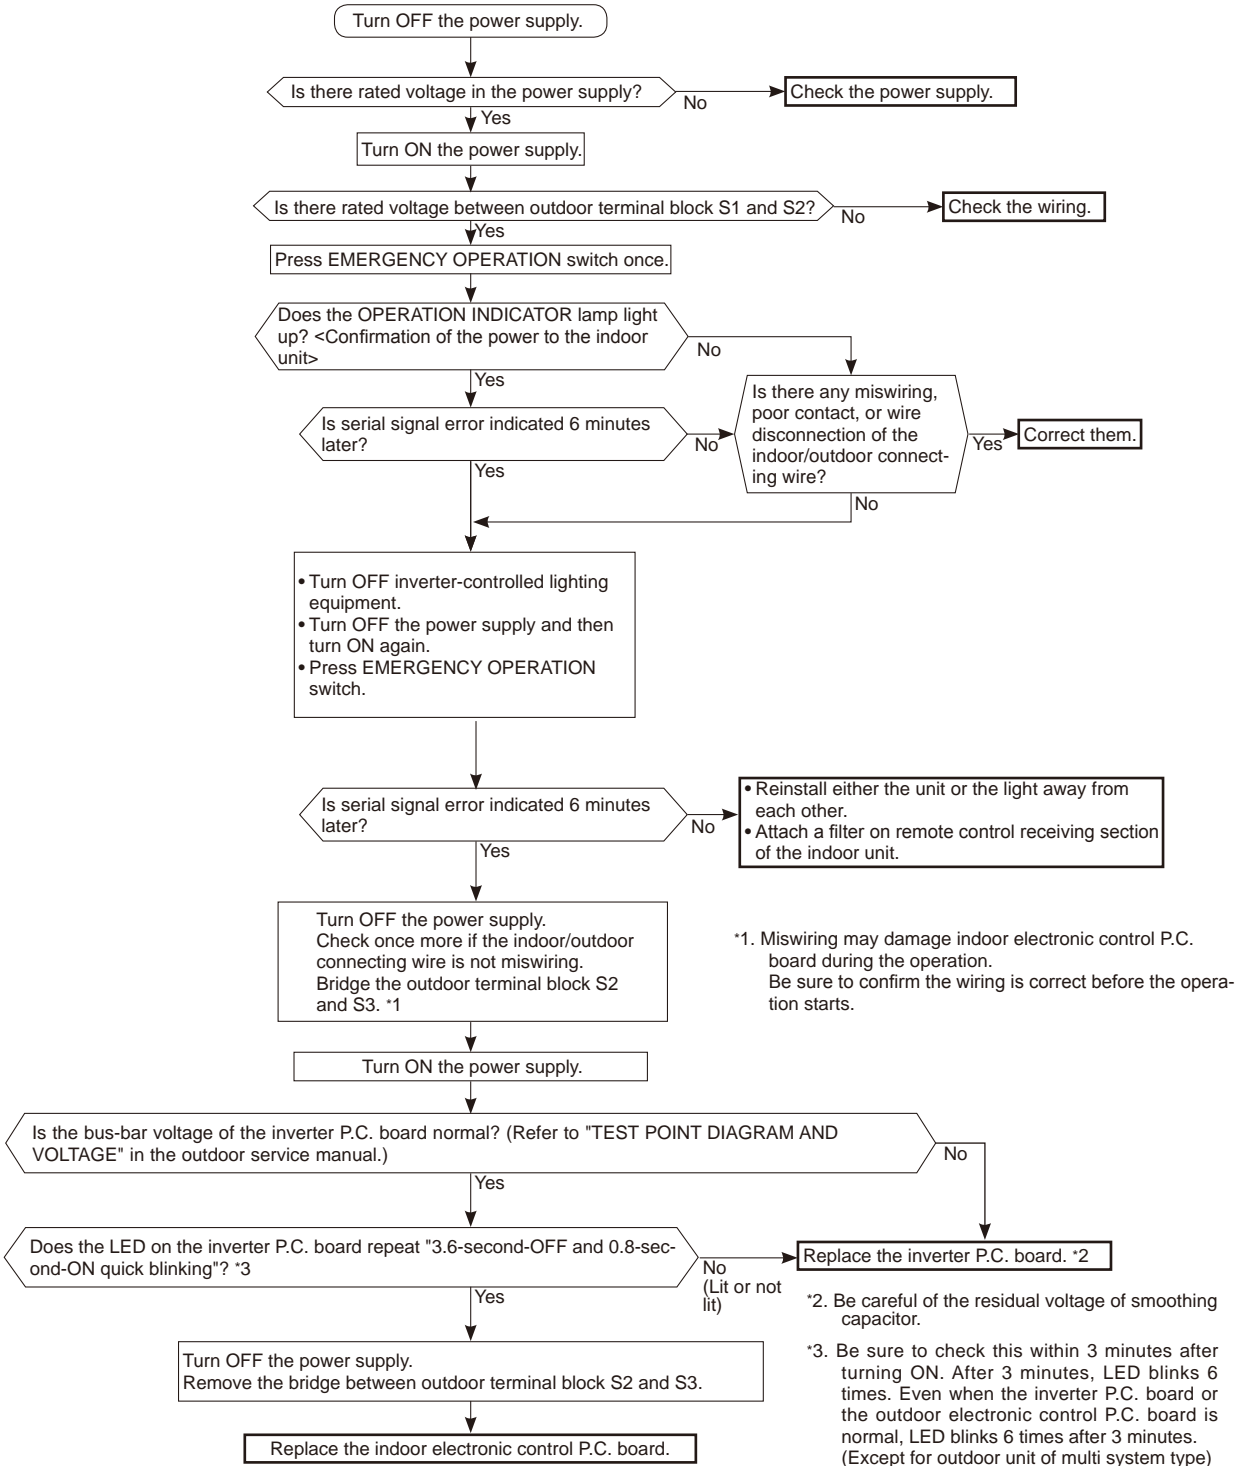 Turn OFF the power supply.
Is there rated voltage in the power supply?
No
Check the power supply.
Yes
Turn ON the power supply.
Is there rated voltage between outdoor terminal block S1 and S2?
No
Check the wiring.
Yes
Press EMERGENCY OPERATION switch once.
Does the OPERATION INDICATOR lamp light
up? <Confirmation of the power to the indoor
unit>
No
Yes
Is there any miswiring,
poor contact, or wire
disconnection of the
indoor/outdoor connect-
ing wire?
Is serial signal error indicated 6 minutes
later?
No
Yes
Correct them.
Yes
No
• Turn OFF inverter-controlled lighting
equipment.
• Turn OFF the power supply and then
turn ON again.
• Press EMERGENCY OPERATION
switch.
Is serial signal error indicated 6 minutes
later?
No
• Reinstall either the unit or the light away from
each other.
• Attach a filter on remote control receiving section
of the indoor unit.
Yes
Turn OFF the power supply.
Check once more if the indoor/outdoor
connecting wire is not miswiring.
Bridge the outdoor terminal block S2
and S3. *1
*1. Miswiring may damage indoor electronic control P.C.
board during the operation.
Be sure to confirm the wiring is correct before the opera-
tion starts.
Turn ON the power supply.
Is the bus-bar voltage of the inverter P.C. board normal? (Refer to "TEST POINT DIAGRAM AND
VOLTAGE" in the outdoor service manual.)
No
Yes
Does the LED on the inverter P.C. board repeat "3.6-second-OFF and 0.8-sec-
ond-ON quick blinking"? *3
No
(Lit or not
lit)
Replace the inverter P.C. board. *2
Yes
*2. Be careful of the residual voltage of smoothing
capacitor.
Turn OFF the power supply.
Remove the bridge between outdoor terminal block S2 and S3.
*3. Be sure to check this within 3 minutes after
turning ON. After 3 minutes, LED blinks 6
times. Even when the inverter P.C. board or
the outdoor electronic control P.C. board is
normal, LED blinks 6 times after 3 minutes.
(Except for outdoor unit of multi system type)
Replace the indoor electronic control P.C. board.